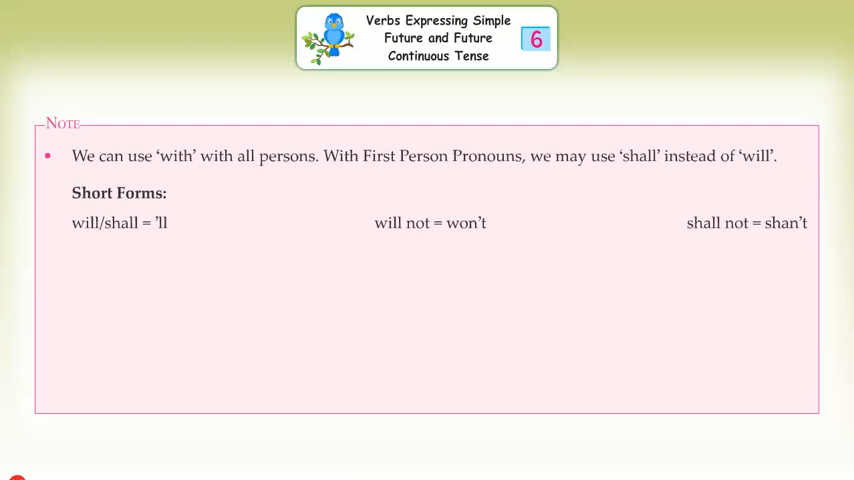 Verbs Expressing Simple
Future and Future
Continuous Tense
6
NOTE
• We can use ‘with’ with all persons. With First Person Pronouns, we may use ‘shall’ instead of ‘will’.
Short Forms:
will/shall = ’ll will not = won’t shall not = shan’t